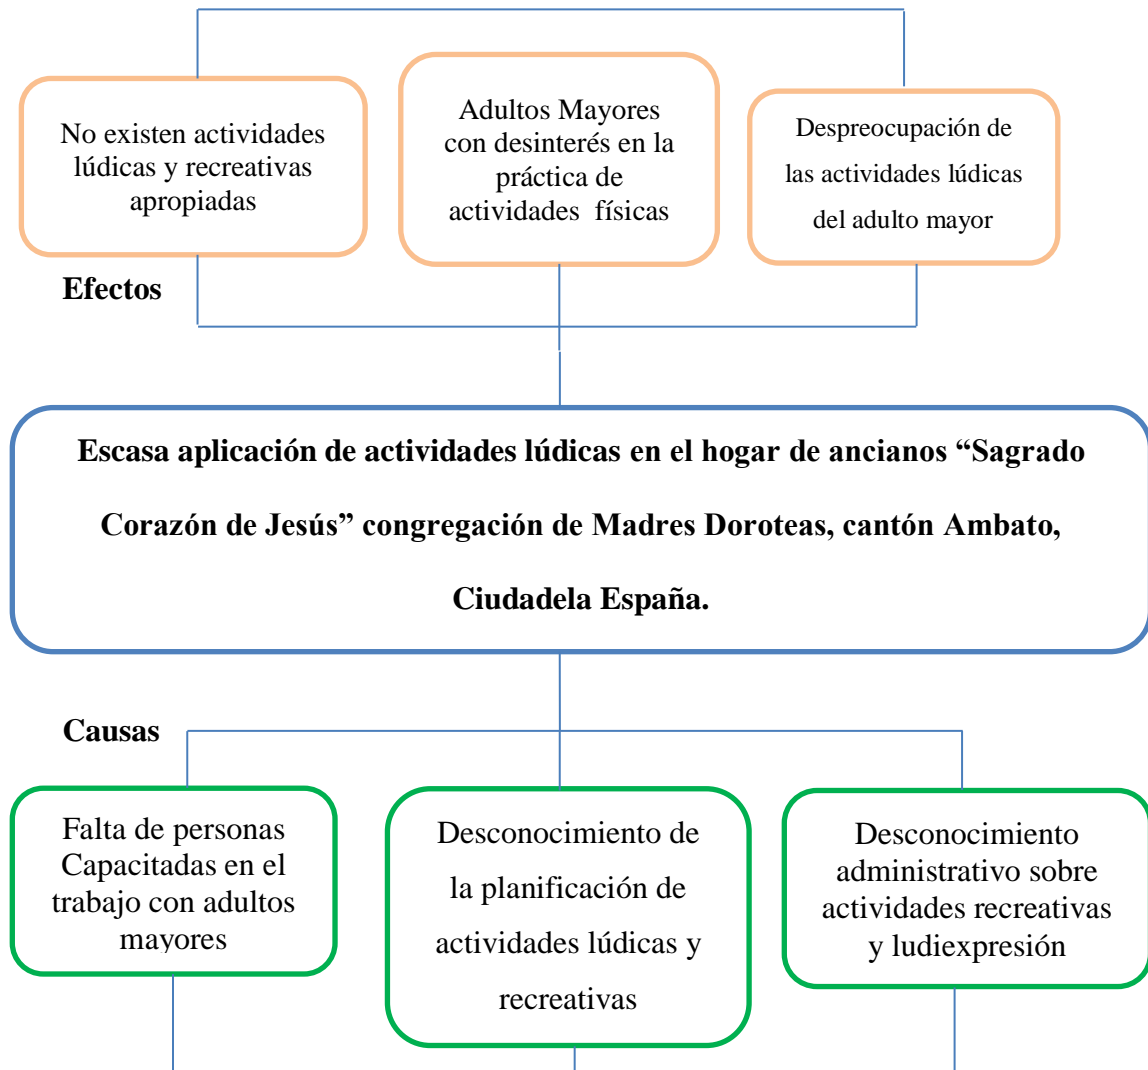 No existen actividades
lúdicas y recreativas
apropiadas
Adultos Mayores
con desinterés en la
práctica de
actividades  físicas
Despreocupación de
las actividades lúdicas
del adulto mayor
Efectos
Escasa aplicación de actividades lúdicas en el hogar de ancianos “Sagrado
Corazón de Jesús” congregación de Madres Doroteas, cantón Ambato,
Ciudadela España.
Causas
Falta de personas
Capacitadas en el
trabajo con adultos
mayores
Desconocimiento de
la planificación de
actividades lúdicas y
recreativas
Desconocimiento
administrativo sobre
actividades recreativas
y ludiexpresión